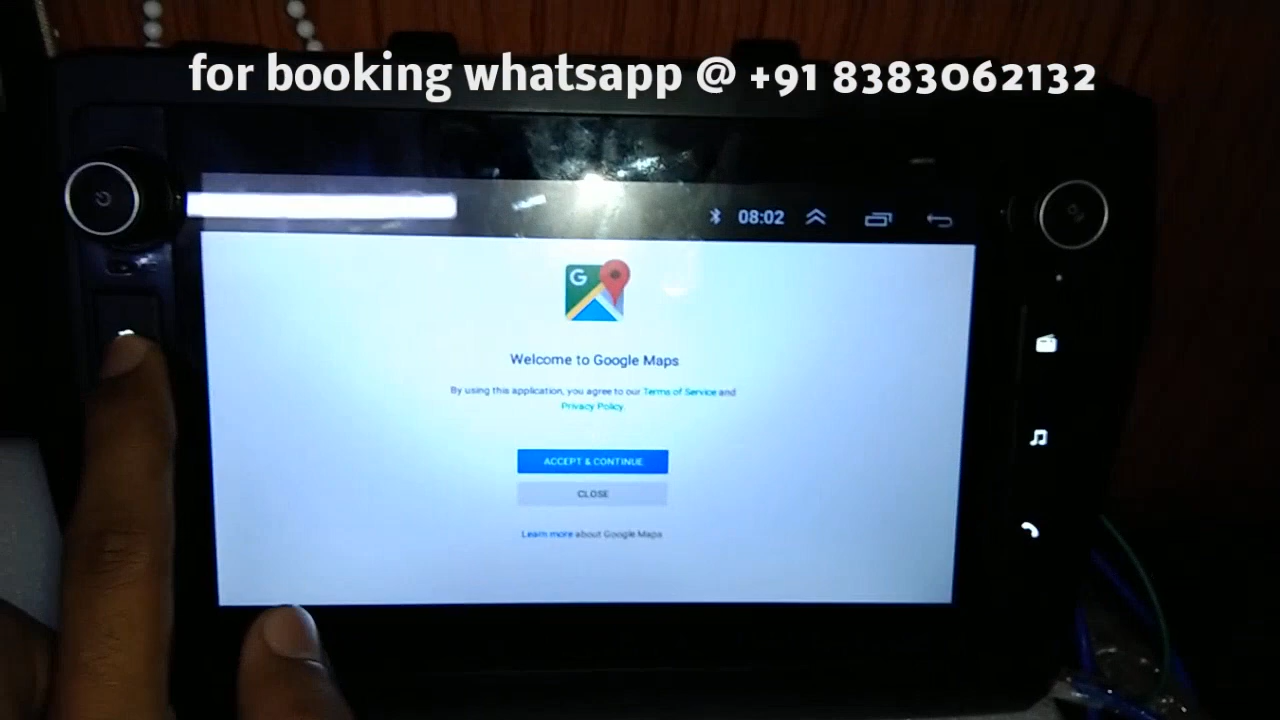 for booking whatsapp @ +91 8383062132
08:02
G
Welcome to Google Maps
By using this application, you agree to our Terms of Service and
Privacy Policy.
ACCEPT & CONTINUE
CLOSE
Learn more about Google Maps